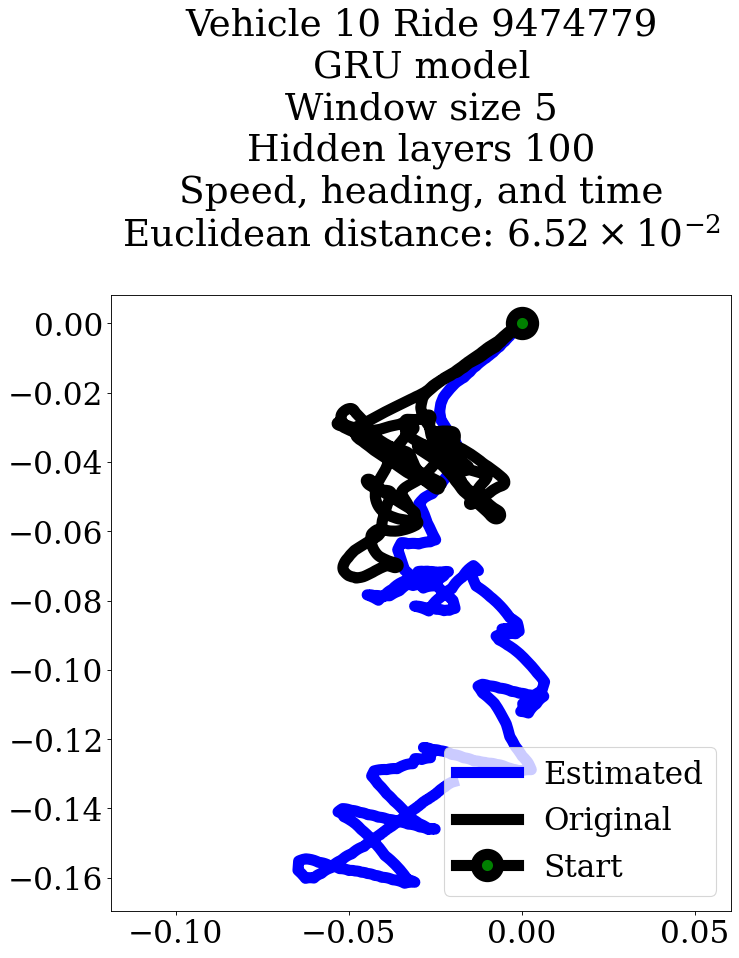 Vehicle 10 Ride 9474779
GRU model
Window size 5
Hidden layers 100
Speed, heading, and time
Euclidean distance: 6.52 × 10⁻²
0.00
−0.02
−0.04
−0.06
−0.08
−0.10
−0.12
−0.14
−0.16
Estimated
Original
Start
−0.10 −0.05 0.00 0.05